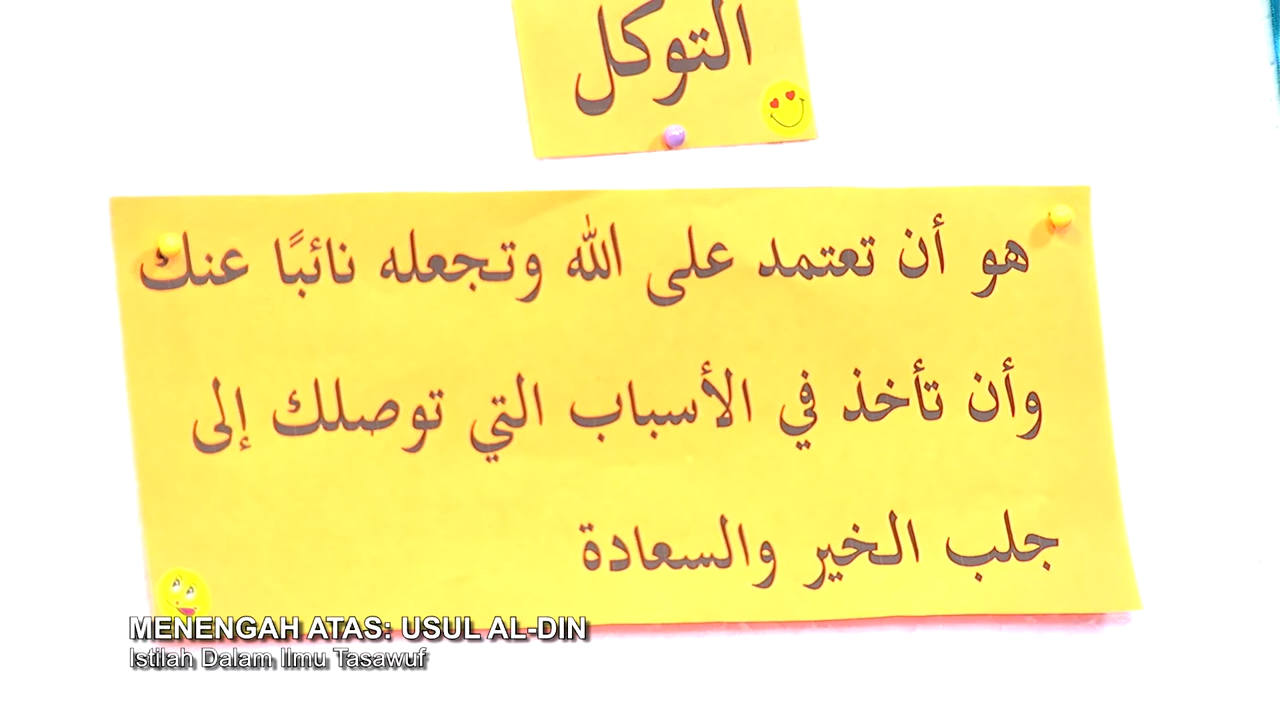 التوكل
هو أن تعتمد على الله وتجعله نائبًا عنك
وأن تأخذ في الأسباب التي توصلك إلى
جلب الخير والسعادة
MENENGAH ATAS: USUL AL-DIN
Istilah Dalam Ilmu Tasawuf